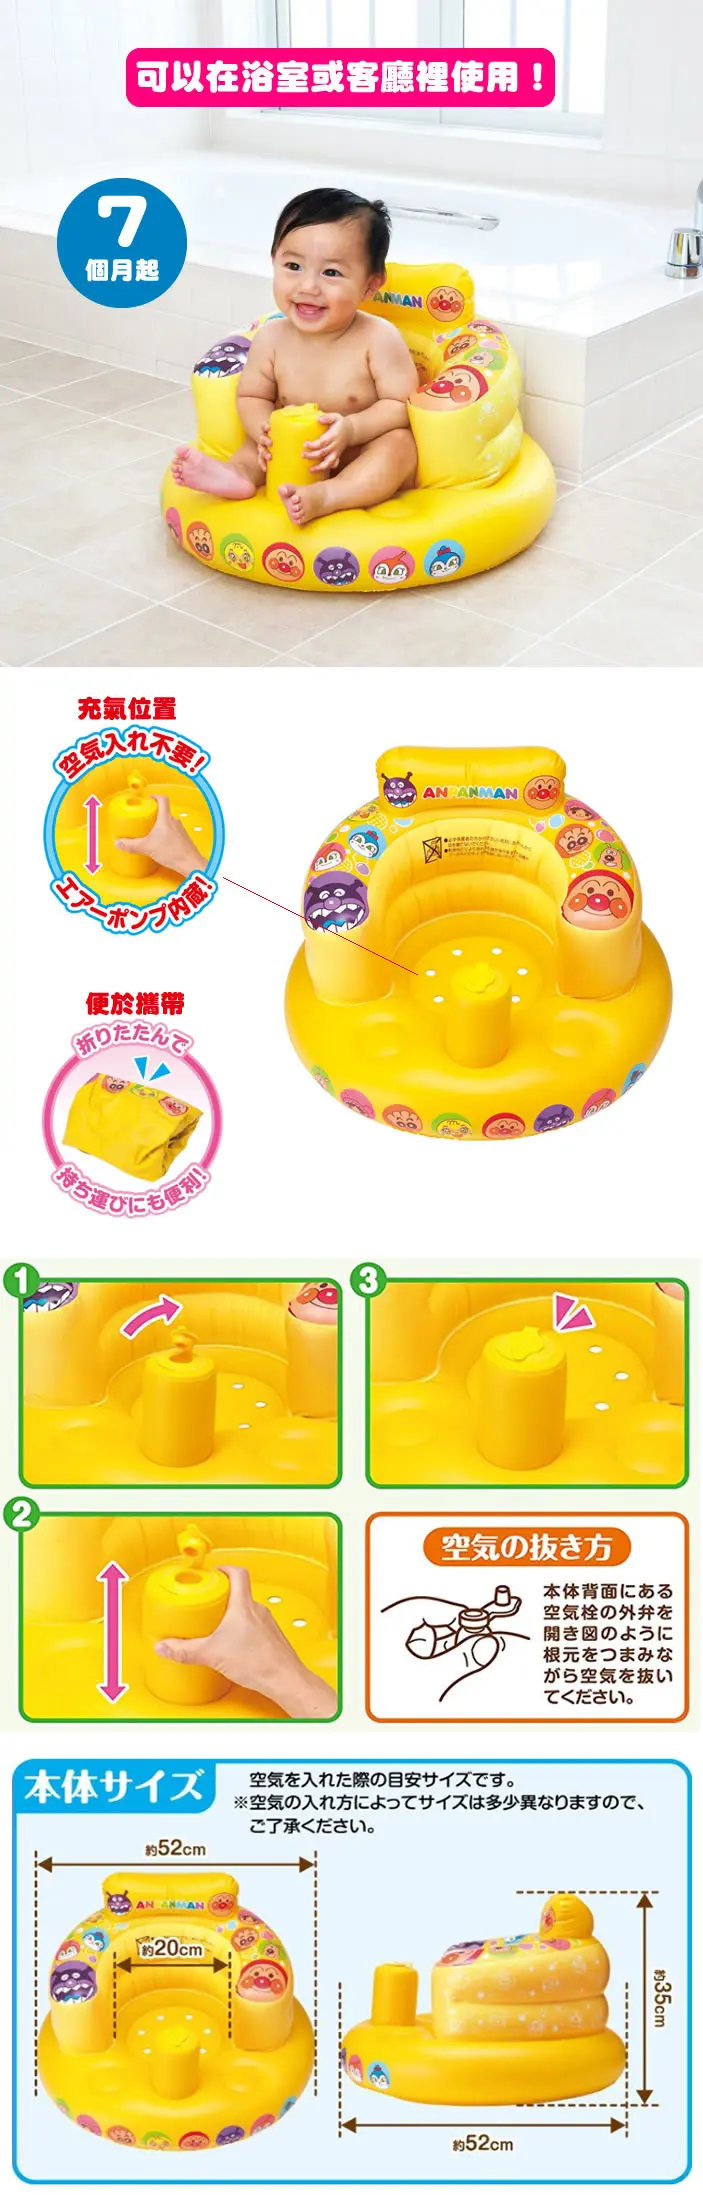 可以在浴室或客廳裡使用！
7
個月起
ANMAN
充氣位置
空気入れ不要！
エアーポンプ内蔵！
ANPANMAN
便於攜帶
折りたたんで
持ち運びにも便利！
1
3
2
空気の抜き方
本体背面にある
空気栓の外弁を
開き図のように
根元をつまみな
がら空気を抜い
てください。
本体サイズ
空気を入れた際の目安サイズです。
※空気の入れ方によってサイズは多少異なりますので、
ご了承ください。
約52cm
ANPANMAN
約20cm
約35cm
約52cm